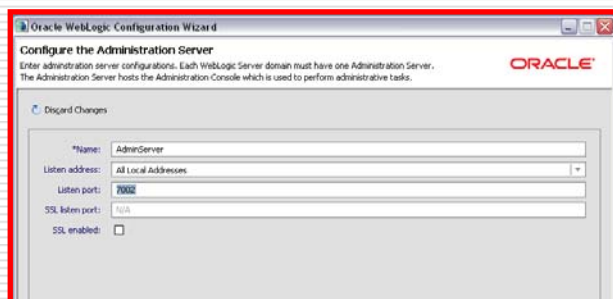 Oracle WebLogic Configuration Wizard
Configure the Administration Server
Enter adminstration server configurations. Each WebLogic Server domain must have one Administration Server.
The Administration Server hosts the Administration Console which is used to perform administrative tasks.
ORACLE
Discard Changes
*Name: AdminServer
Listen address: All Local Addresses
Listen port: 7002
SSL listen port: N/A
SSL enabled: